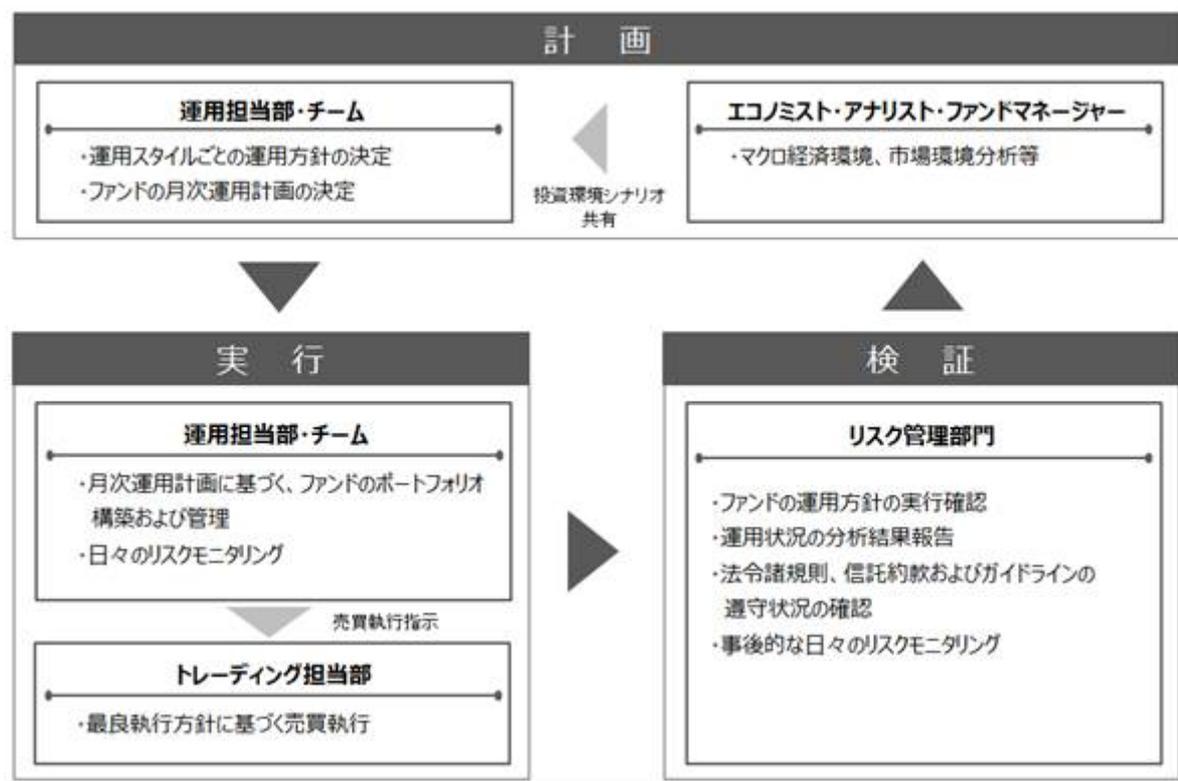 計 画
運用担当部・チーム
・運用スタイルごとの運用方針の決定
・ファンドの月次運用計画の決定
投資環境シナリオ
共有
エコノミスト・アナリスト・ファンドマネージャー
・マクロ経済環境、市場環境分析等
実 行
運用担当部・チーム
・月次運用計画に基づく、ファンドのポートフォリオ
構築および管理
・日々のリスクモニタリング
売買執行指示
トレーディング担当部
・最良執行方針に基づく売買執行
検 証
リスク管理部門
・ファンドの運用方針の実行確認
・運用状況の分析結果報告
・法令諸規則、信託約款およびガイドラインの
遵守状況の確認
・事後的な日々のリスクモニタリング